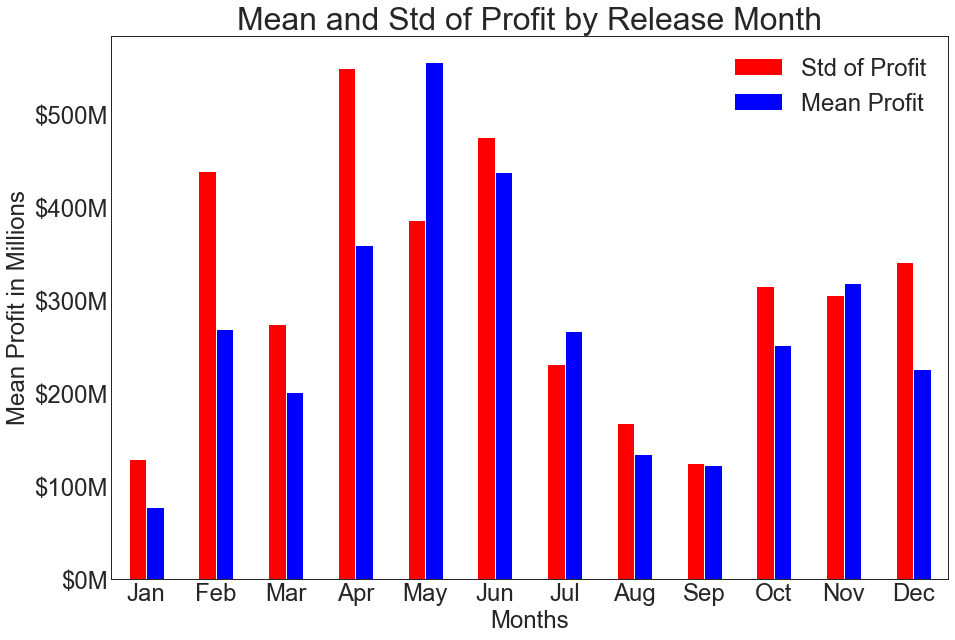 Mean and Std of Profit by Release Month
Std of Profit
Mean Profit
Mean Profit in Millions
$500M
$400M
$300M
$200M
$100M
$0M
Jan Feb Mar Apr May Jun Jul Aug Sep Oct Nov Dec
Months